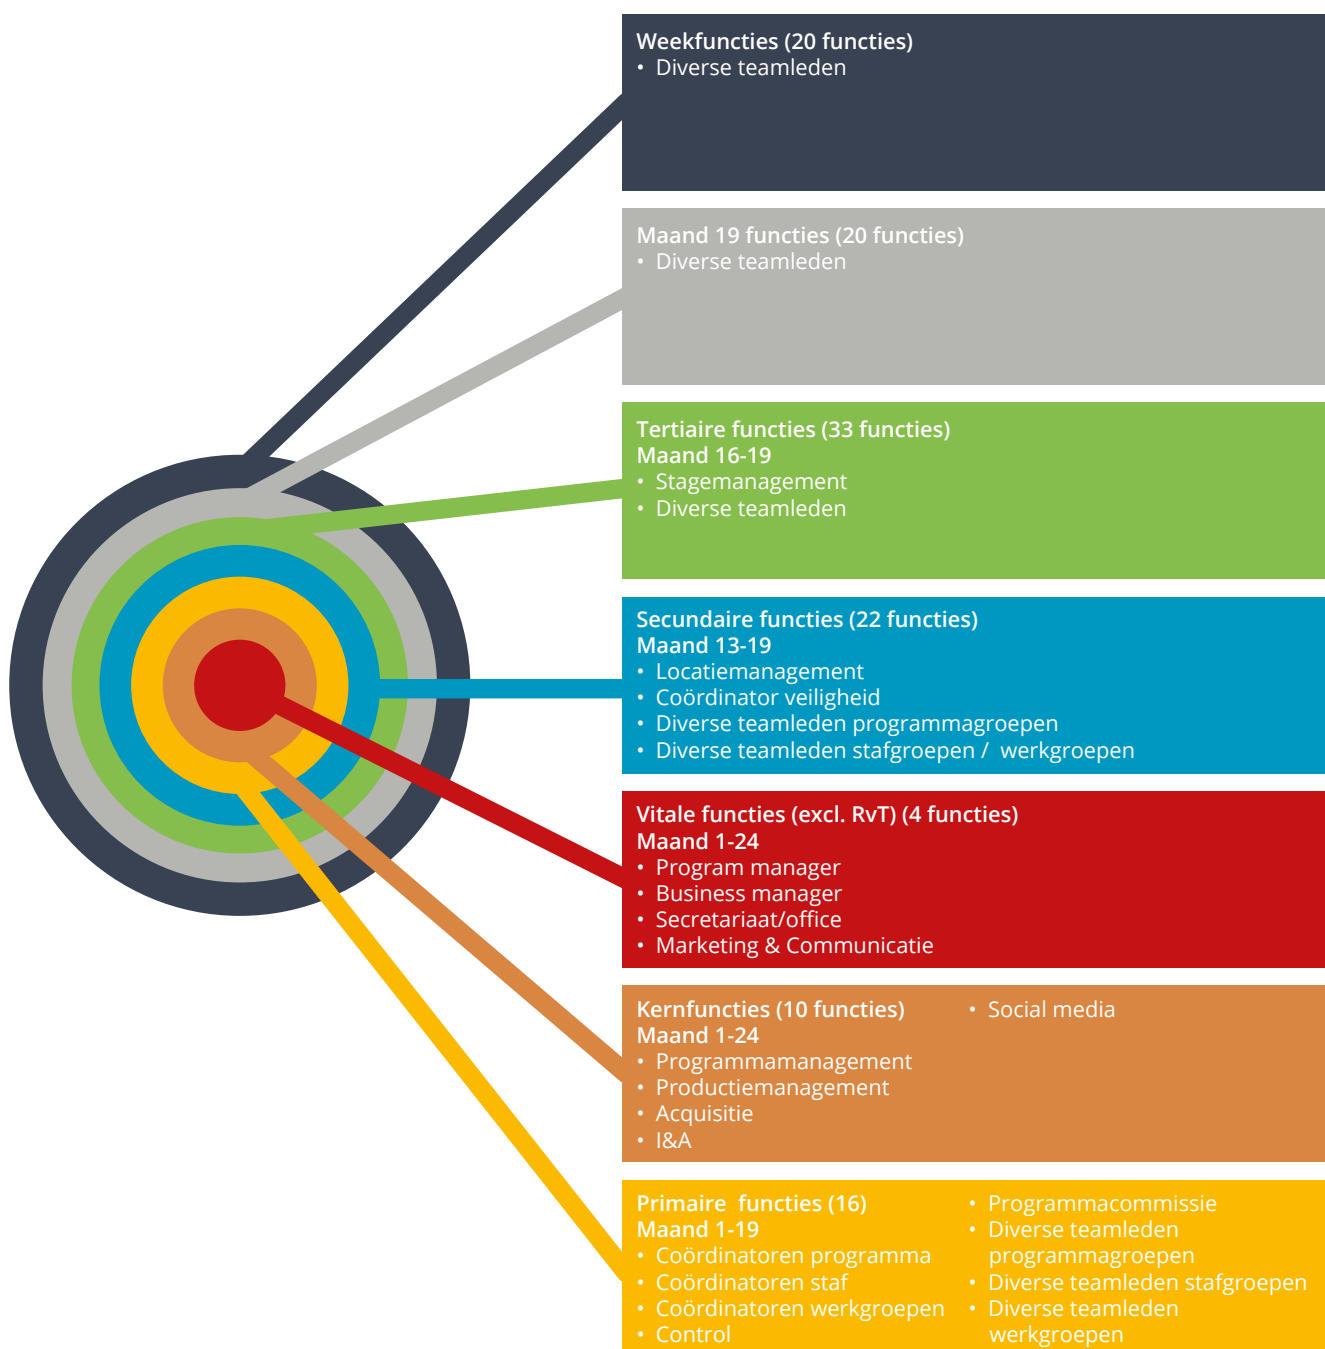 Weekfuncties (20 functies)
• Diverse teamleden
Maand 19 functies (20 functies)
• Diverse teamleden
Tertiaire functies (33 functies)
Maand 16-19
• Stagemanagement
• Diverse teamleden
Secundaire functies (22 functies)
Maand 13-19
• Locatiemanagement
• Coördinator veiligheid
• Diverse teamleden programmagroepen
• Diverse teamleden stafgroepen / werkgroepen
Vitale functies (excl. RvT) (4 functies)
Maand 1-24
• Program manager
• Business manager
• Secretariaat/office
• Marketing & Communicatie
Kernfuncties (10 functies)
Maand 1-24
• Programmamanagement
• Productiemanagement
• Acquisitie
• I&A
• Social media
Primaire functies (16)
Maand 1-19
• Coördinatoren programma
• Coördinatoren staf
• Coördinatoren werkgroepen
• Control
• Programmacommissie
• Diverse teamleden
programmagroepen
• Diverse teamleden stafgroepen
• Diverse teamleden
werkgroepen